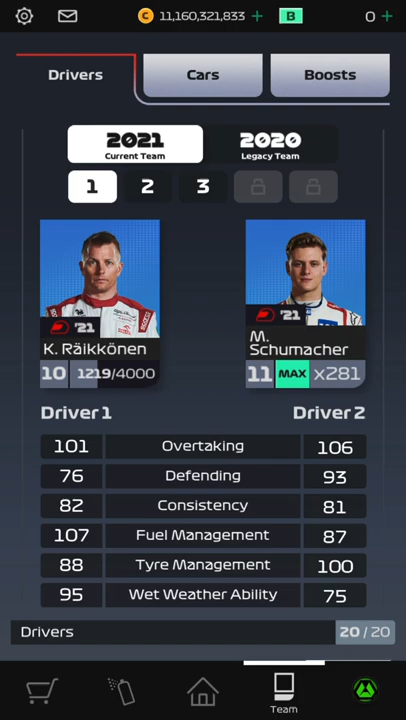 C 11,160,321,833 + B 0 +
Drivers Cars Boosts
2021 2020
Current Team Legacy Team
1 2 3
'21 '21
K. Räikkönen M.
Schumacher
10 1219/4000 11 MAX x281
Driver 1 Driver 2
101 Overtaking 106
76 Defending 93
82 Consistency 81
107 Fuel Management 87
88 Tyre Management 100
95 Wet Weather Ability 75
Drivers 20 / 20
Team